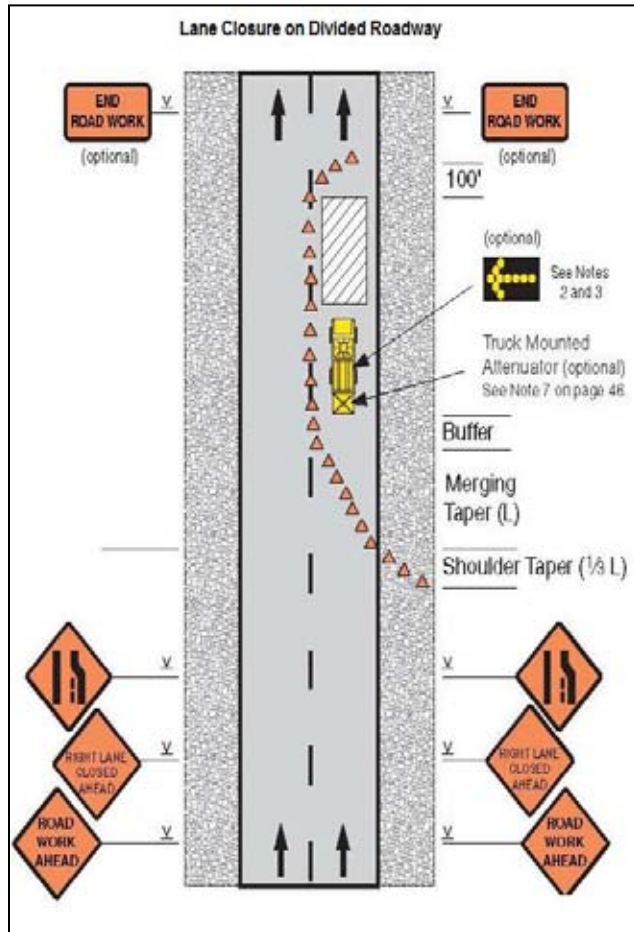 Lane Closure on Divided Roadway
END
ROAD WORK
(optional)
END
ROAD WORK
(optional)
100'
(optional)
See Notes
2 and 3
Truck Mounted
Attenuator (optional)
See Note 7 on page 46
Buffer
Merging
Taper (L)
Shoulder Taper (1/3 L)
RIGHT LANE
CLOSED
AHEAD
RIGHT LANE
CLOSED
AHEAD
ROAD
WORK
AHEAD
ROAD
WORK
AHEAD